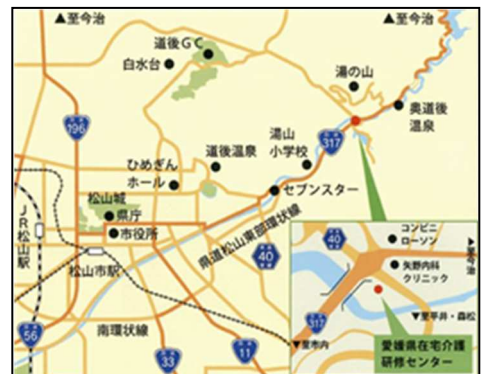 ▲至今治
▲至今治
道後GC
白水台
湯の山
奥道後
温泉
196
317
湯山
小学校
道後温泉
ひめぎん
ホール
セブンスター
松山城
県庁
市役所
JR松山駅
松山市駅
県道松山東部環状線
40
南環状線
56
33
11
40
コンビニ
ローソン
▲至今治
矢野内科
クリニック
317
▼至平井・森松
▼至市内
愛媛県在宅介護
研修センター